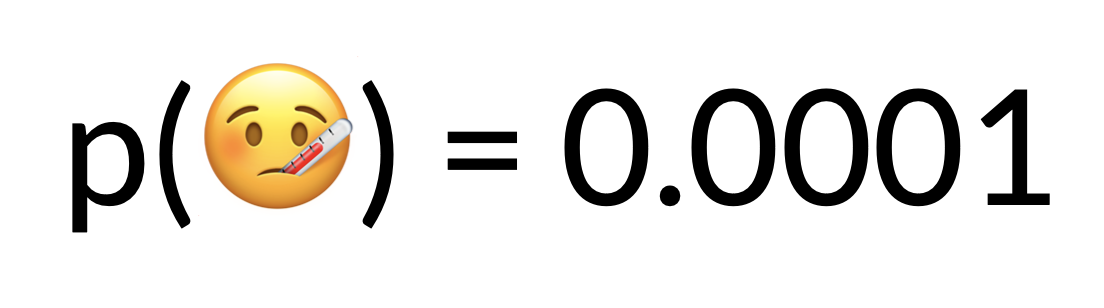 p(🤒) = 0.0001